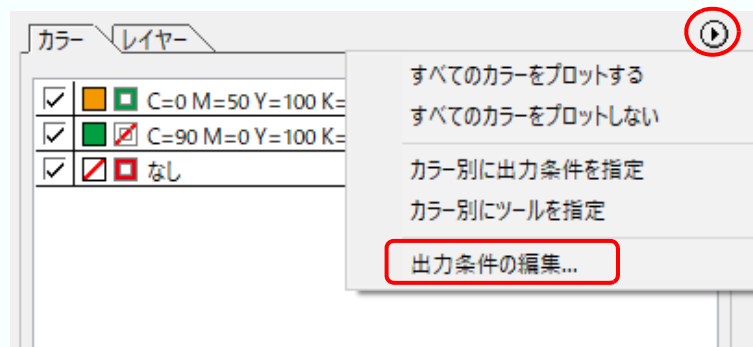 カラー レイヤー
すべてのカラーをプロットする
すべてのカラーをプロットしない
カラー別に出力条件を指定
カラー別にツールを指定
出力条件の編集...
C=0 M=50 Y=100 K=
C=90 M=0 Y=100 K=
なし